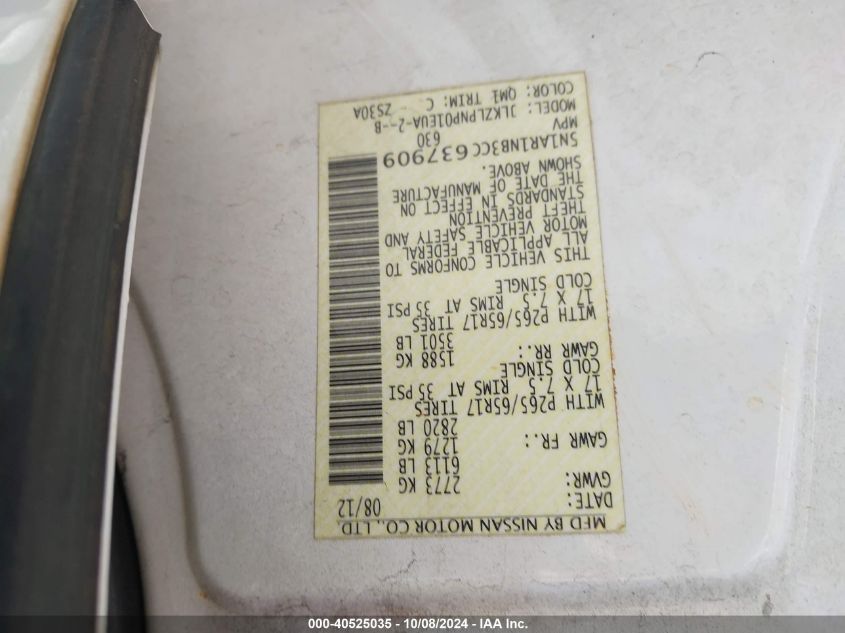 MFD BY NISSAN MOTOR CO., LTD.
DATE: 08/12
GVWR: 2773 KG
6113 LB
GAWR FR.: 1279 KG
2820 LB
WITH P265/65R17 TIRES
17 X 7.5 RIMS AT 35 PSI
COLD SINGLE
GAWR RR.: 1588 KG
3501 LB
WITH P265/65R17 TIRES
17 X 7.5 RIMS AT 35 PSI
COLD SINGLE
THIS VEHICLE CONFORMS TO
ALL APPLICABLE FEDERAL
MOTOR VEHICLE SAFETY AND
THEFT PREVENTION
STANDARDS IN EFFECT ON
THE DATE OF MANUFACTURE
SHOWN ABOVE.
5N1AR1NB3CC637909
MPV 630
MODEL: JLKZLPNP01EUA-2--B
COLOR: QM1 TRIM: C - ZS30A
000-40525035 - 10/08/2024 - IAA Inc.